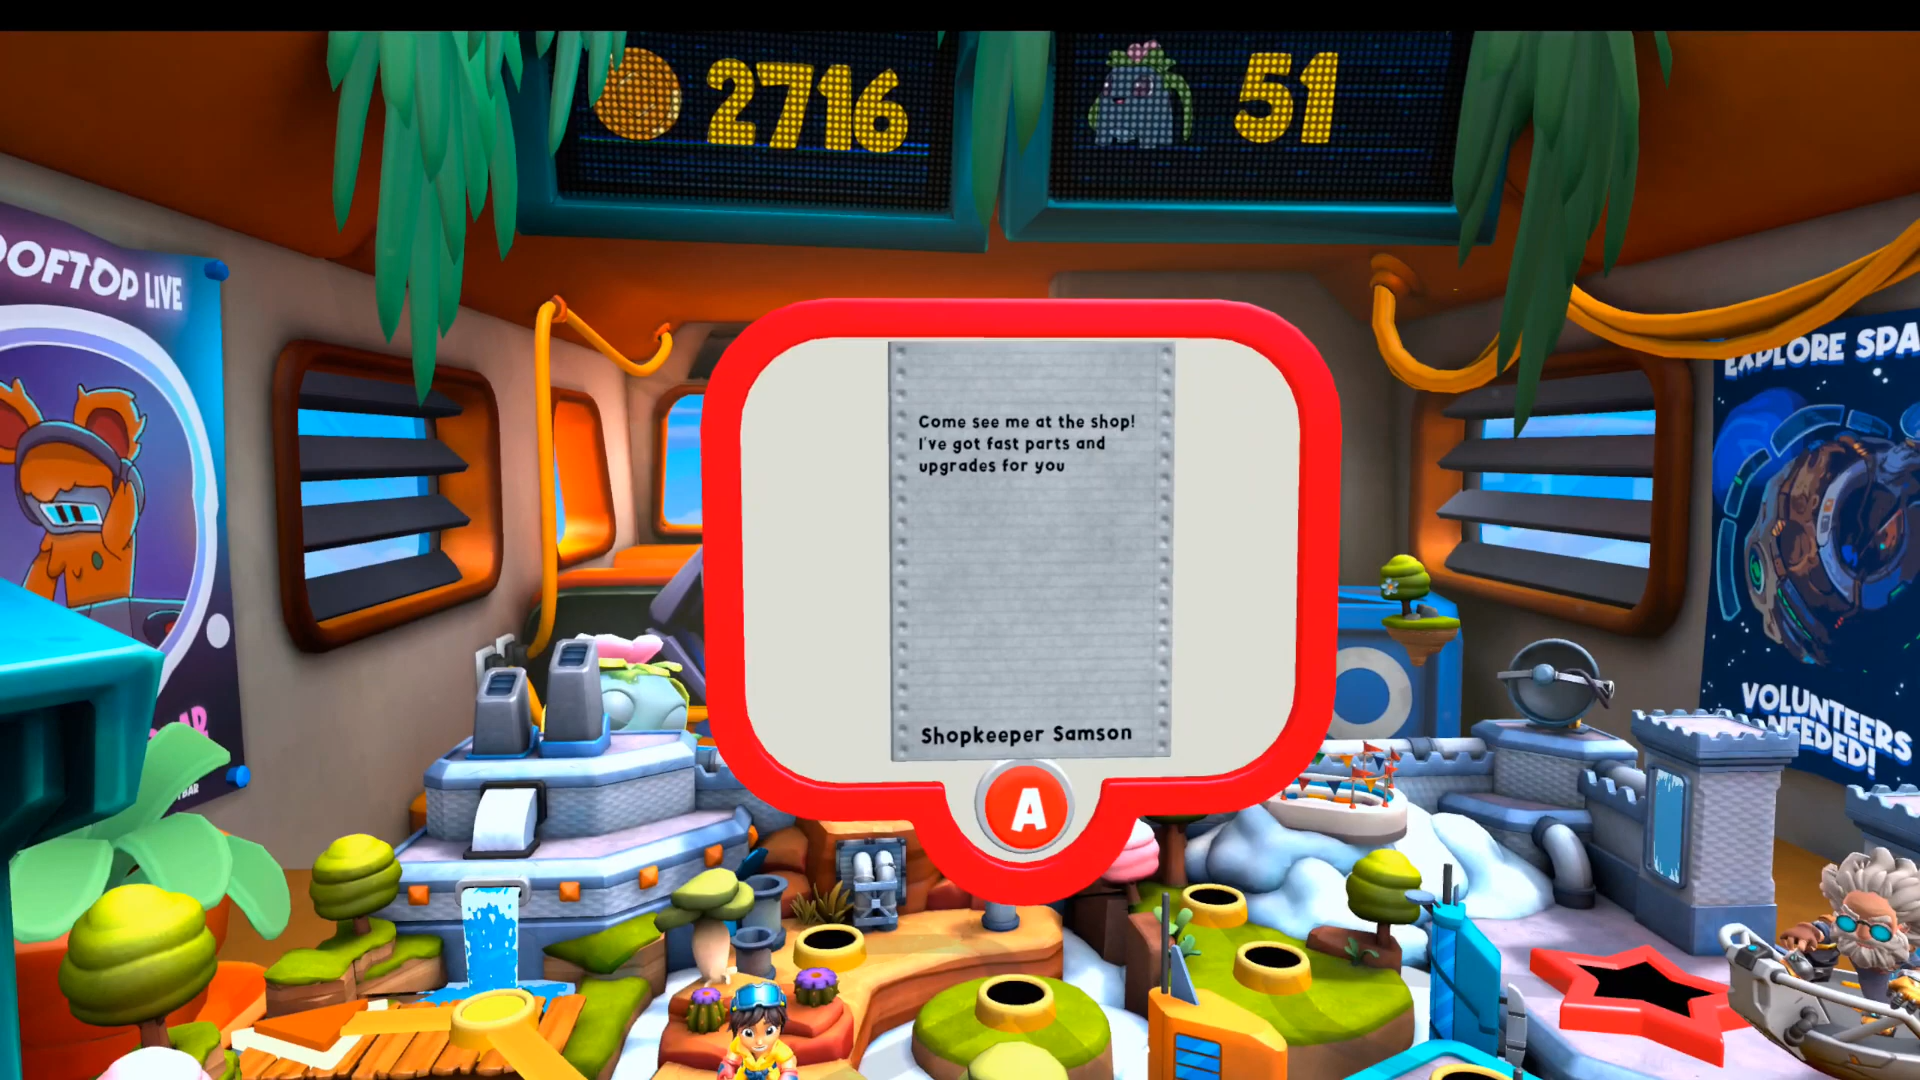 2716
51
OOFTOP LIVE
EXPLORE SPA
Come see me at the shop!
I've got fast parts and
upgrades for you
Shopkeeper Samson
A
VOLUNTEERS
NEEDED!